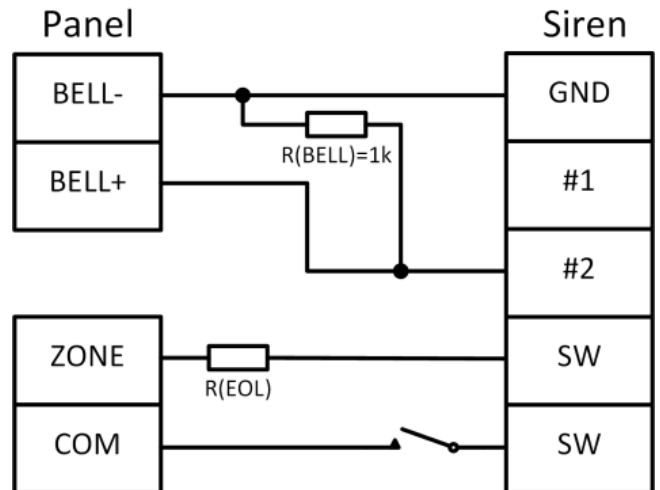 Panel
Siren
BELL-
GND
R(BELL)=1k
BELL+
#1
#2
ZONE
SW
R(EOL)
COM
SW